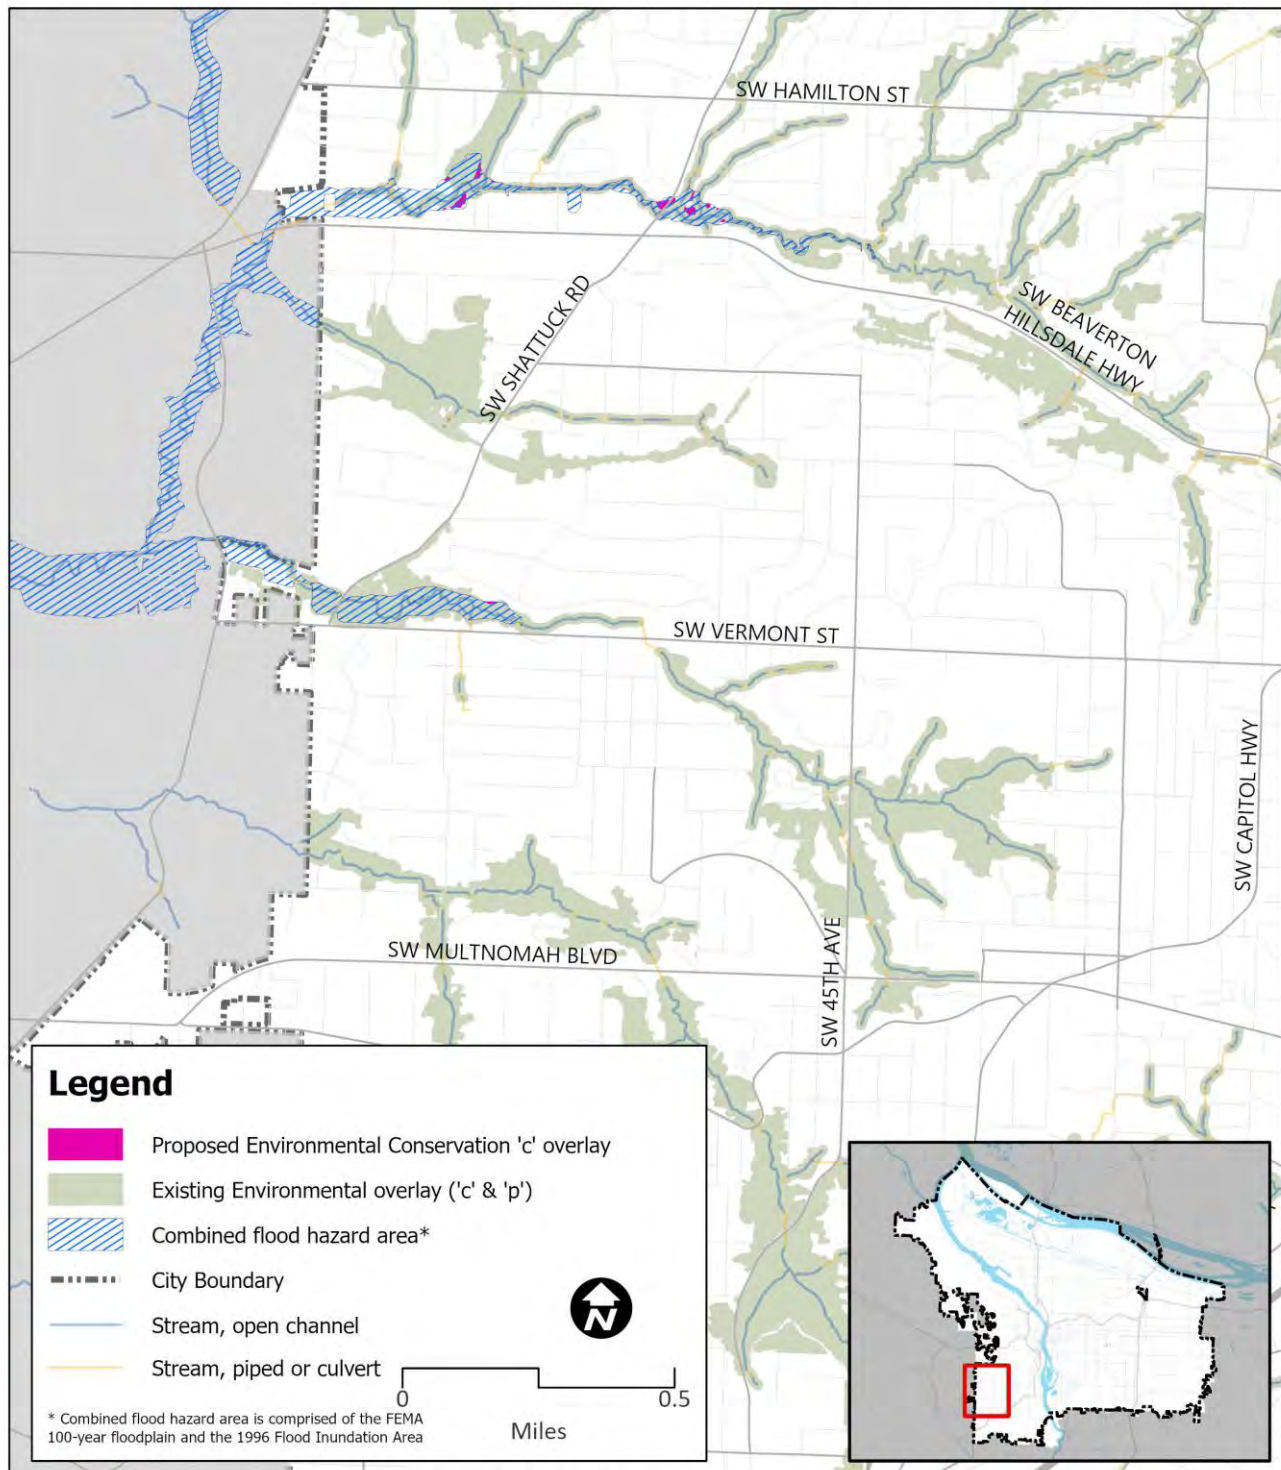 SW HAMILTON ST
SW SHATTUCK RD
SW BEAVERTON
HILLSDALE HWY
SW VERMONT ST
SW CAPITOL HWY
SW 45TH AVE
SW MULTNOMAH BLVD
Legend
Proposed Environmental Conservation 'c' overlay
Existing Environmental overlay ('c' & 'p')
Combined flood hazard area*
City Boundary
Stream, open channel
Stream, piped or culvert
N
0
0.5
Miles
* Combined flood hazard area is comprised of the FEMA
100-year floodplain and the 1996 Flood Inundation Area